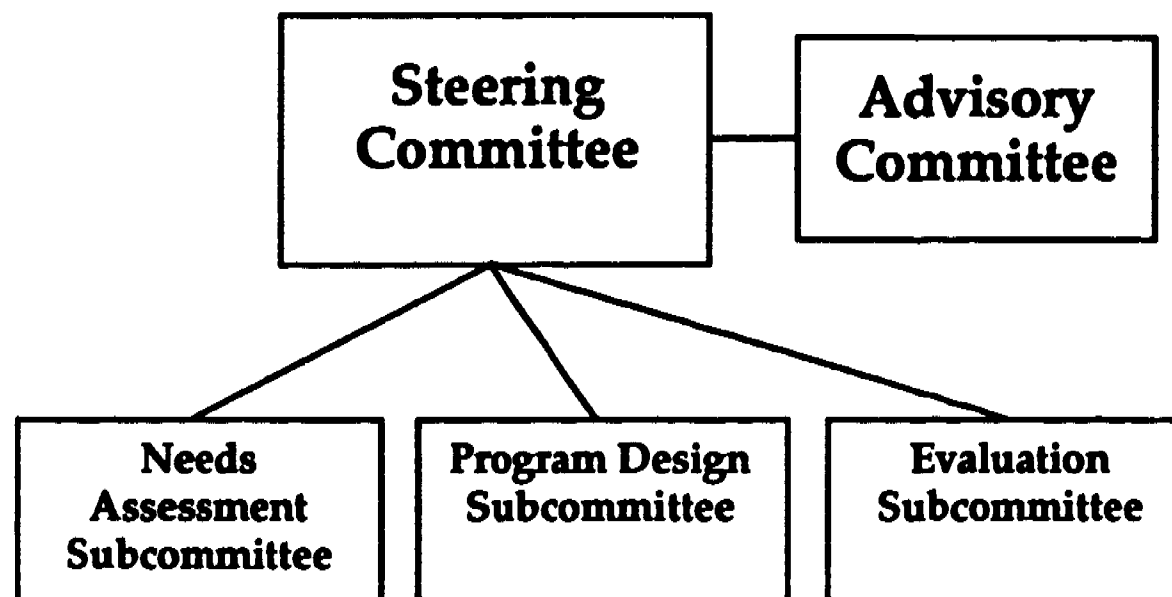 Steering
Committee
Advisory
Committee
Needs
Assessment
Subcommittee
Program Design
Subcommittee
Evaluation
Subcommittee